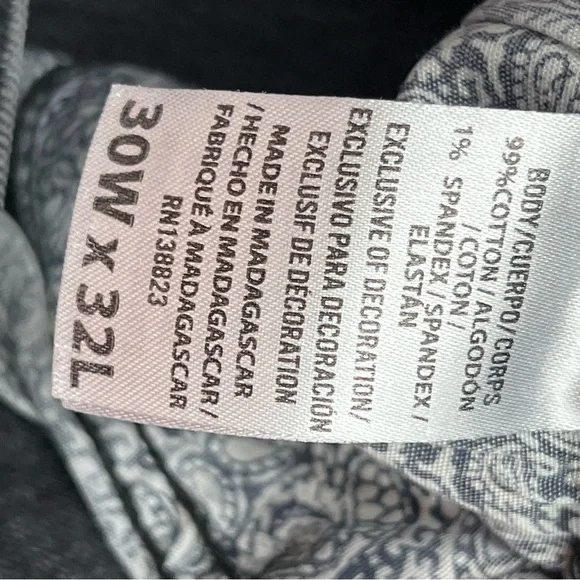 BODY/CUERPO/CORPS
99%COTTON/ALGODÓN
/COTON/
1% SPANDEX/SPANDEX/
ELASTÁN
EXCLUSIVE OF DECORATION/
EXCLUSIVO PARA DECORACIÓN
EXCLUSIF DE DÉCORATION
MADE IN MADAGASCAR
/HECHO EN MADAGASCAR/
FABRIQUÉ À MADAGASCAR
RN138823
30W X 32L